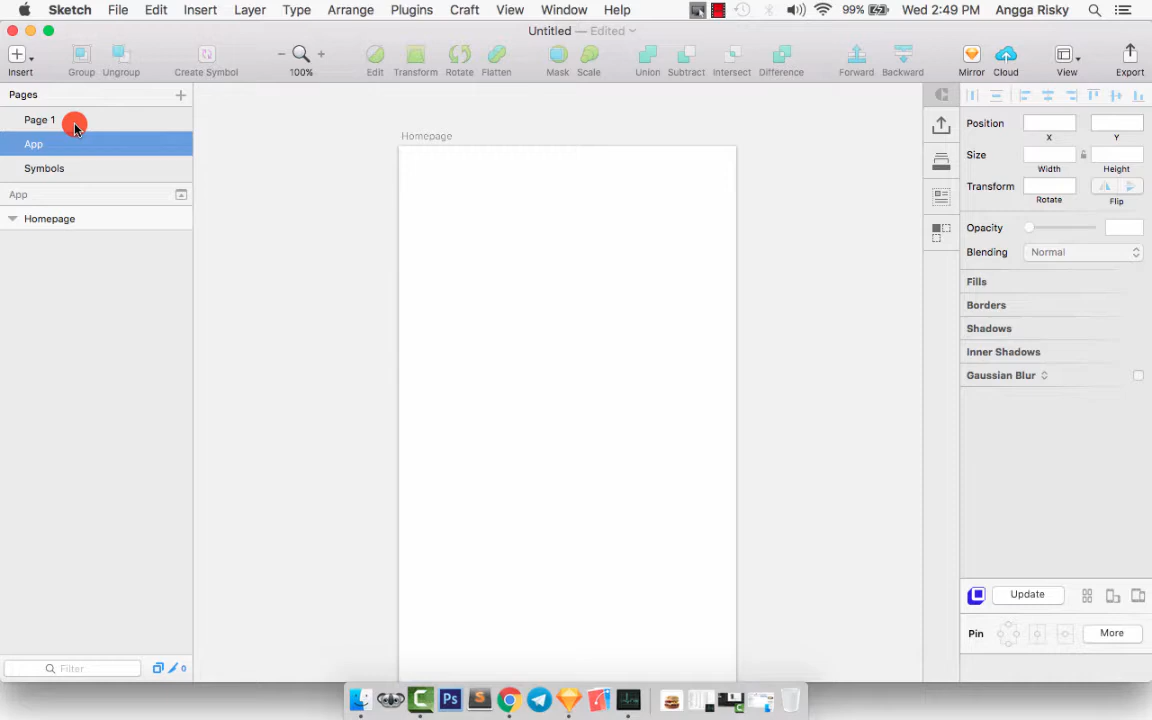 Sketch File Edit Insert Layer Type Arrange Plugins Craft View Window Help 99% Wed 2:49 PM Angga Risky
Untitled — Edited
Insert Group Ungroup Create Symbol 100% Edit Transform Rotate Flatten Mask Scale Union Subtract Intersect Difference Forward Backward Mirror Cloud View Export
Pages
Page 1
App
Symbols
App
Homepage
Filter 0
Homepage
Position
X Y
Size
Width Height
Transform
Rotate Flip
Opacity
Blending Normal
Fills
Borders
Shadows
Inner Shadows
Gaussian Blur
Update
Pin More
C Ps S